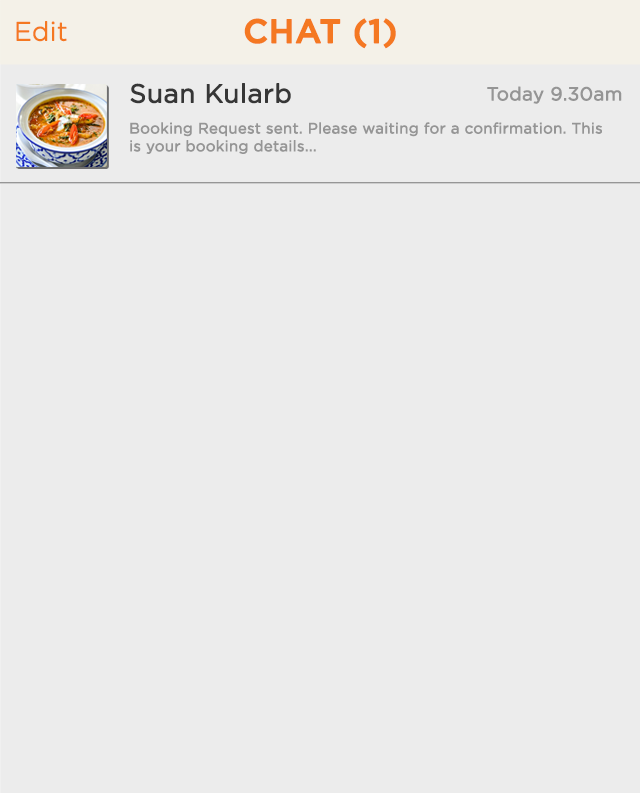 Edit
CHAT (1)
Suan Kularb
Today 9.30am
Booking Request sent. Please waiting for a confirmation. This
is your booking details...